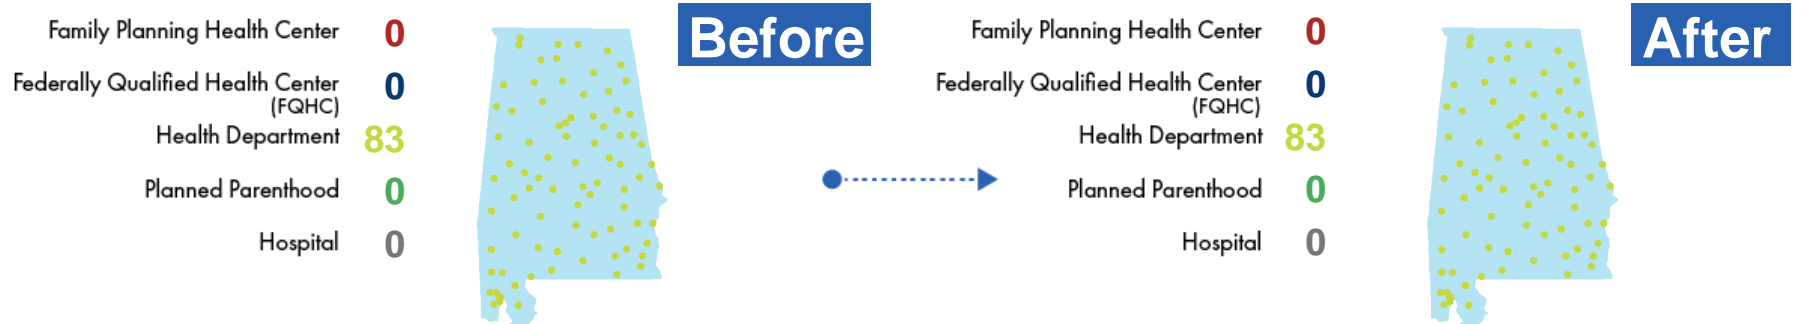 Family Planning Health Center 0
Federally Qualified Health Center 0
(FQHC)
Health Department 83
Planned Parenthood 0
Hospital 0
Before
Family Planning Health Center 0
Federally Qualified Health Center 0
(FQHC)
Health Department 83
Planned Parenthood 0
Hospital 0
After